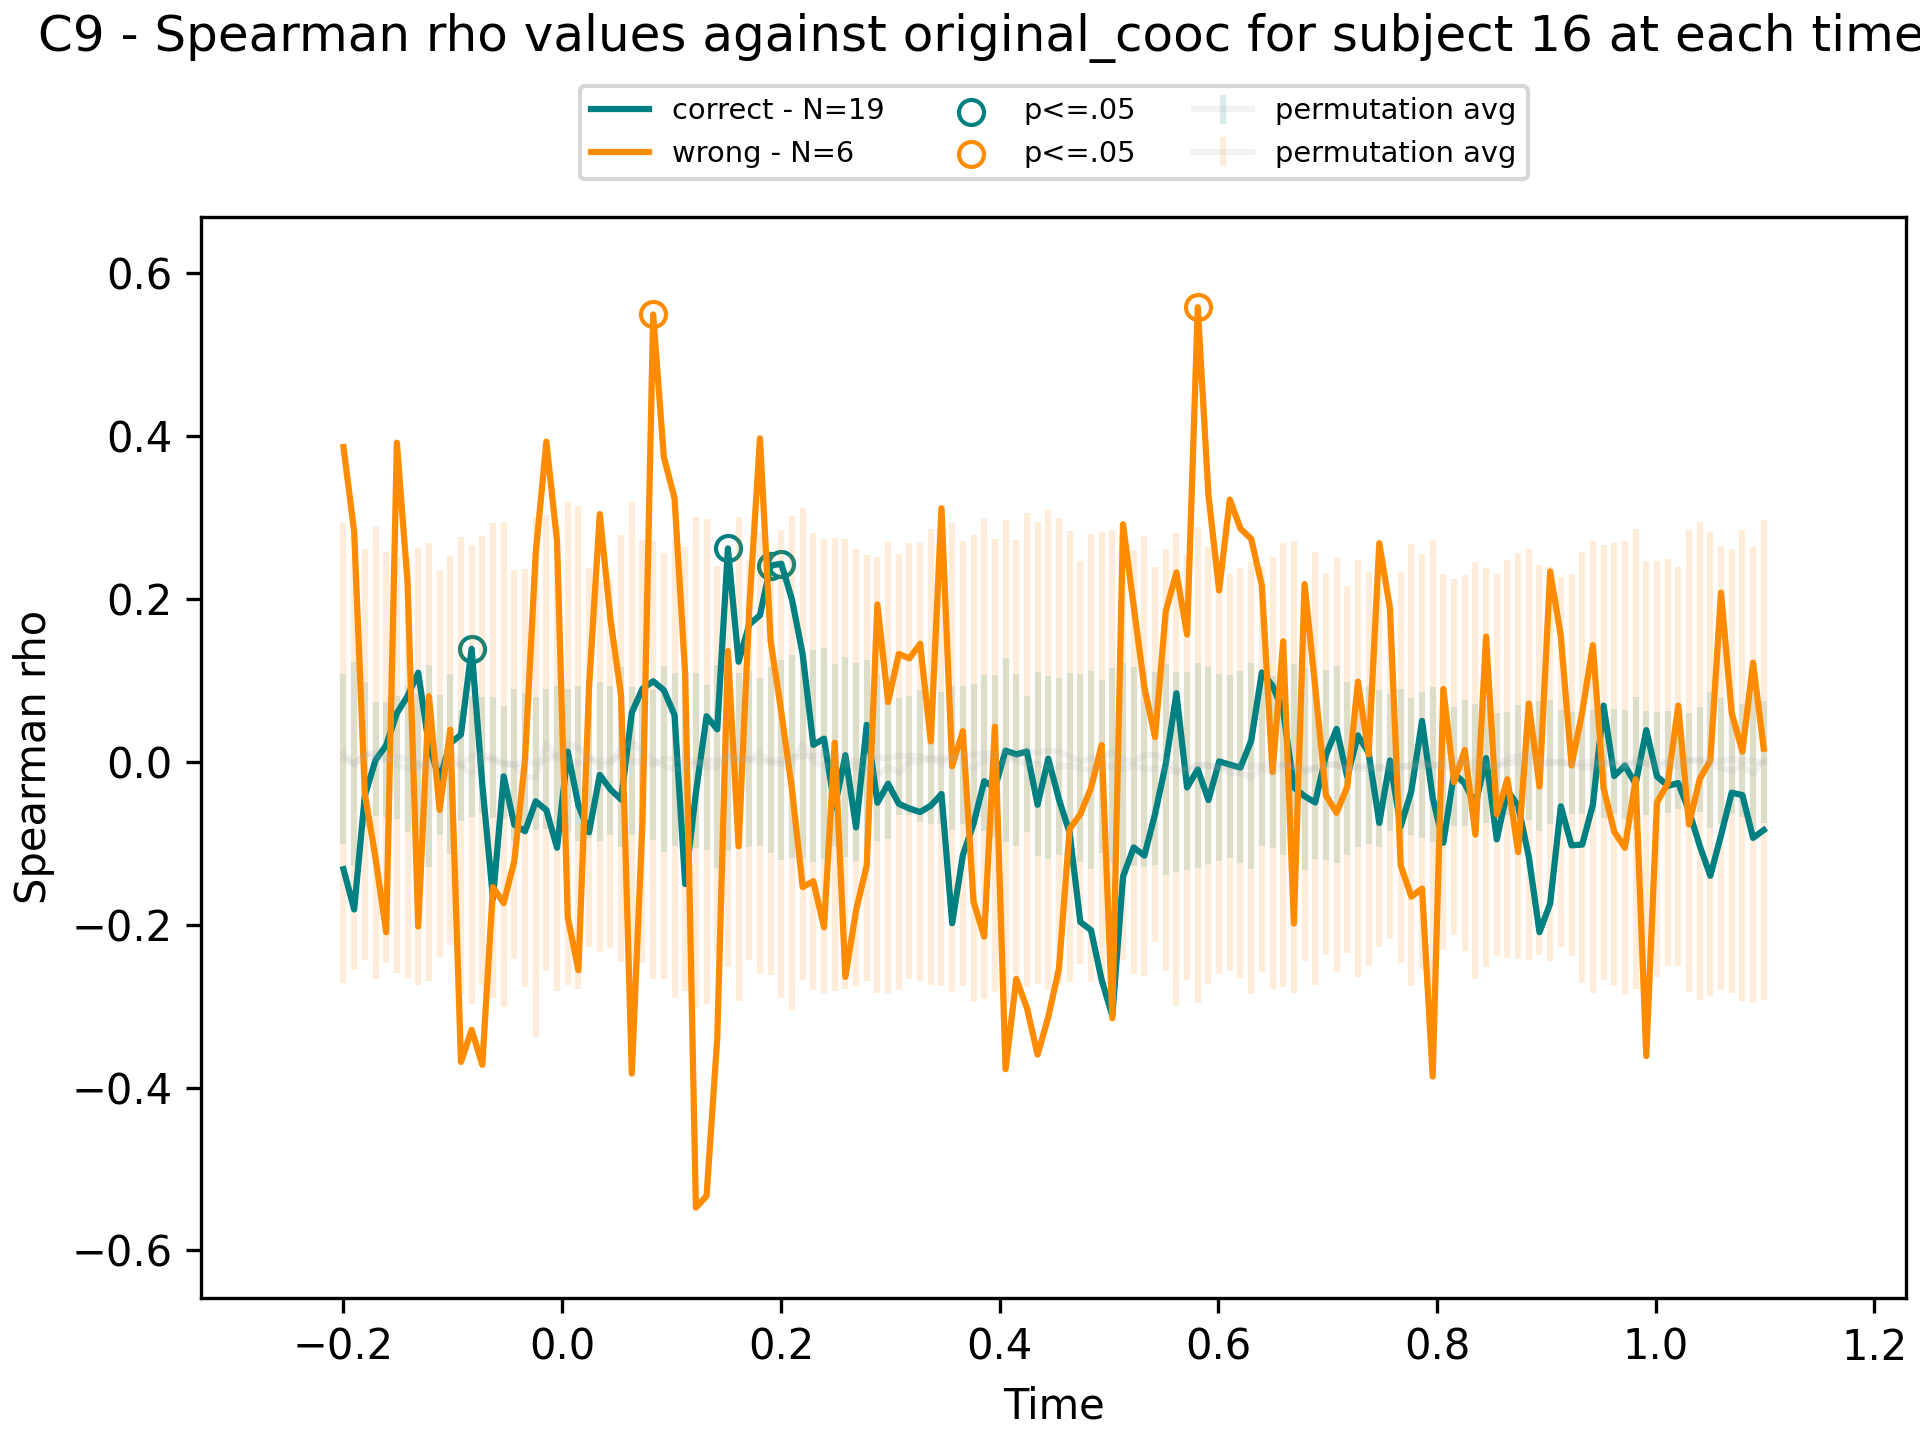 C9 - Spearman rho values against original_cooc for subject 16 at each time
correct - N=19 p<=.05 permutation avg
wrong - N=6 p<=.05 permutation avg
0.6
0.4
0.2
0.0
−0.2
−0.4
−0.6
Spearman rho
−0.2 0.0 0.2 0.4 0.6 0.8 1.0 1.2
Time